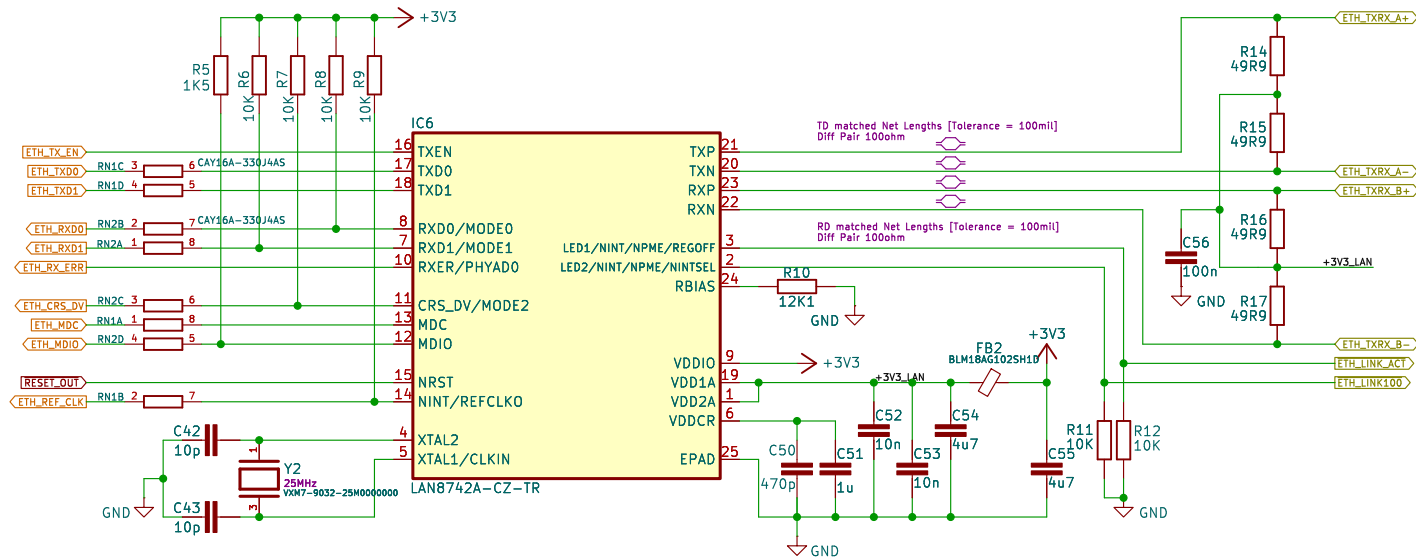 +3V3
R5
1K5
R6
10K
R7
10K
R8
10K
R9
10K
IC6
ETH_TX_EN
ETH_TXD0
RN1C
3
6
CAY16A-330J4AS
ETH_TXD1
RN1D
4
5
ETH_RXD0
RN2B
2
7
CAY16A-330J4AS
ETH_RXD1
RN2A
1
8
ETH_RX_ERR
ETH_CRS_DV
RN2C
3
6
ETH_MDC
RN1A
1
8
ETH_MDIO
RN2D
4
5
RESET_OUT
ETH_REF_CLK
RN1B
2
7
C42
10p
C43
10p
GND
1
Y2
25MHz
VXM7-9032-25M0000000
3
16
TXEN
17
TXD0
18
TXD1
8
RXD0/MODE0
7
RXD1/MODE1
10
RXER/PHYAD0
11
CRS_DV/MODE2
13
MDC
12
MDIO
15
NRST
14
NINT/REFCLKO
4
XTAL2
5
XTAL1/CLKIN
TXP
21
TXN
20
RXP
23
RXN
22
LED1/NINT/NPME/REGOFF
3
LED2/NINT/NPME/NINTSEL
2
RBIAS
24
VDDIO
9
VDD1A
19
VDD2A
1
VDDCR
6
EPAD
25
LAN8742A-CZ-TR
TD matched Net Lengths [Tolerance = 100mil]
Diff Pair 100ohm
RD matched Net Lengths [Tolerance = 100mil]
Diff Pair 100ohm
R10
12K1
GND
+3V3
+3V3_LAN
FB2
BLM18AG102SH1D
+3V3
C50
470p
C51
1u
C52
10n
C53
10n
C54
4u7
C55
4u7
GND
R11
10K
R12
10K
GND
C56
100n
GND
R14
49R9
R15
49R9
R16
49R9
+3V3_LAN
R17
49R9
ETH_TXRX_A+
ETH_TXRX_A-
ETH_TXRX_B+
ETH_TXRX_B-
ETH_LINK_ACT
ETH_LINK100